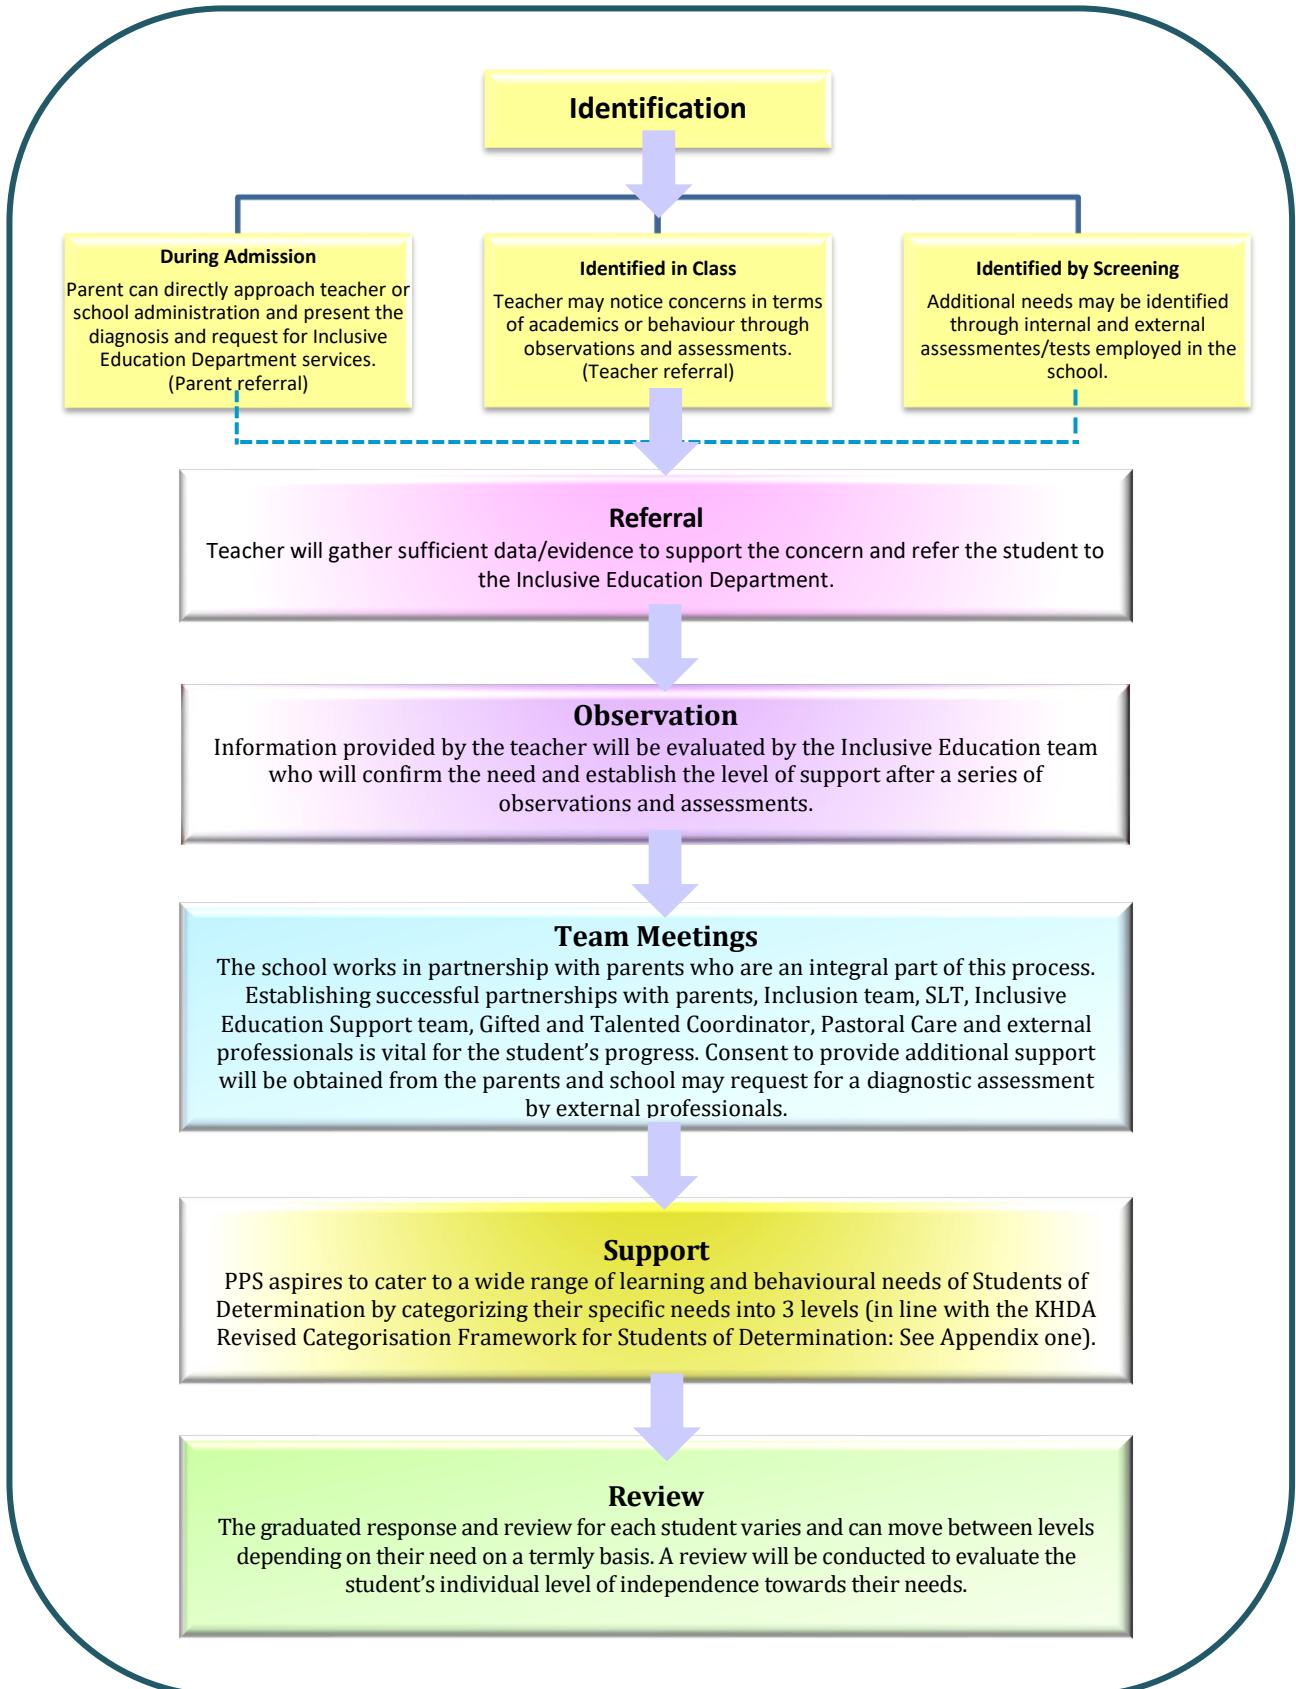 Identification
During Admission
Parent can directly approach teacher or
school administration and present the
diagnosis and request for Inclusive
Education Department services.
(Parent referral)
Identified in Class
Teacher may notice concerns in terms
of academics or behaviour through
observations and assessments.
(Teacher referral)
Identified by Screening
Additional needs may be identified
through internal and external
assessmentes/tests employed in the
school.
Referral
Teacher will gather sufficient data/evidence to support the concern and refer the student to
the Inclusive Education Department.
Observation
Information provided by the teacher will be evaluated by the Inclusive Education team
who will confirm the need and establish the level of support after a series of
observations and assessments.
Team Meetings
The school works in partnership with parents who are an integral part of this process.
Establishing successful partnerships with parents, Inclusion team, SLT, Inclusive
Education Support team, Gifted and Talented Coordinator, Pastoral Care and external
professionals is vital for the student’s progress. Consent to provide additional support
will be obtained from the parents and school may request for a diagnostic assessment
by external professionals.
Support
PPS aspires to cater to a wide range of learning and behavioural needs of Students of
Determination by categorizing their specific needs into 3 levels (in line with the KHDA
Revised Categorisation Framework for Students of Determination: See Appendix one).
Review
The graduated response and review for each student varies and can move between levels
depending on their need on a termly basis. A review will be conducted to evaluate the
student’s individual level of independence towards their needs.